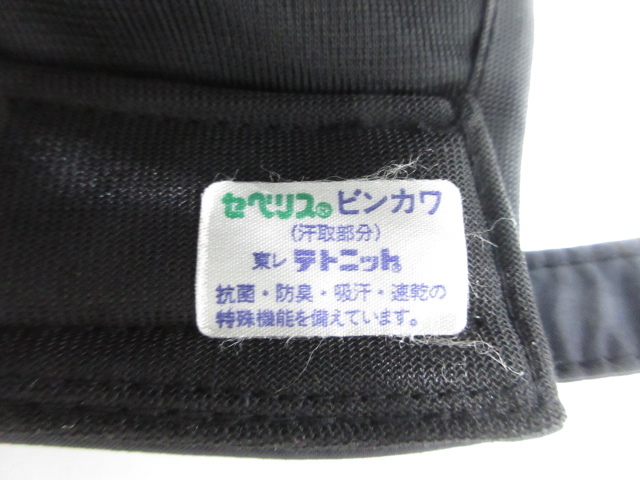 セベリス® ビンカワ
(汗取部分)
東レ テトニット®
抗菌・防臭・吸汗・速乾の
特殊機能を備えています。